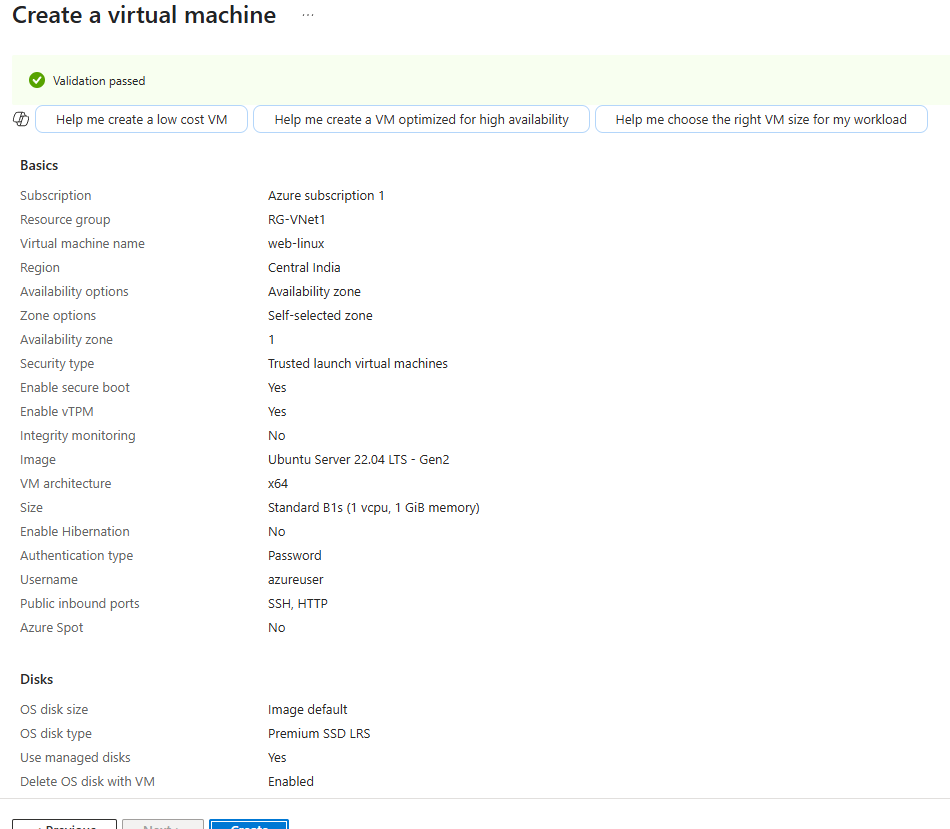 Create a virtual machine ...
Validation passed
Help me create a low cost VM Help me create a VM optimized for high availability Help me choose the right VM size for my workload
Basics
Subscription Azure subscription 1
Resource group RG-VNet1
Virtual machine name web-linux
Region Central India
Availability options Availability zone
Zone options Self-selected zone
Availability zone 1
Security type Trusted launch virtual machines
Enable secure boot Yes
Enable vTPM Yes
Integrity monitoring No
Image Ubuntu Server 22.04 LTS - Gen2
VM architecture x64
Size Standard B1s (1 vcpu, 1 GiB memory)
Enable Hibernation No
Authentication type Password
Username azureuser
Public inbound ports SSH, HTTP
Azure Spot No
Disks
OS disk size Image default
OS disk type Premium SSD LRS
Use managed disks Yes
Delete OS disk with VM Enabled
< Previous Next > Create